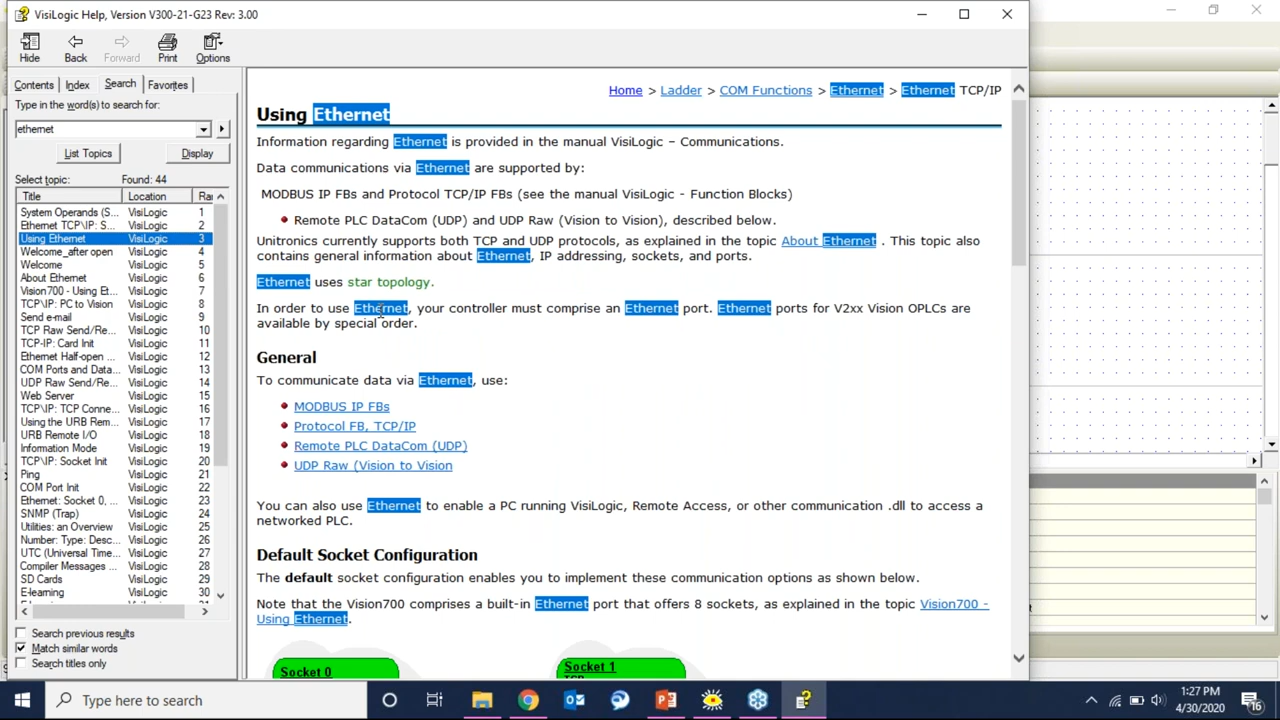 VisiLogic Help, Version V300-21-G23 Rev: 3.00
Hide Back Forward Print Options
Contents Index Search Favorites
Type in the word(s) to search for:
ethernet
List Topics Display
Select topic: Found: 44
Title Location Ra
System Operands (S... VisiLogic 1
Ethernet TCP\IP: S... VisiLogic 2
Using Ethernet VisiLogic 3
Welcome_after open VisiLogic 4
Welcome VisiLogic 5
About Ethernet VisiLogic 6
Vision700 - Using Et... VisiLogic 7
TCP\IP: PC to Vision VisiLogic 8
Send e-mail VisiLogic 9
TCP Raw Send/Re... VisiLogic 10
TCP-IP: Card Init VisiLogic 11
Ethernet Half-open ... VisiLogic 12
COM Ports and Data... VisiLogic 13
UDP Raw Send/Re... VisiLogic 14
Web Server VisiLogic 15
TCP\IP: TCP Conne... VisiLogic 16
Using the URB Rem... VisiLogic 17
URB Remote I/O VisiLogic 18
Information Mode VisiLogic 19
TCP\IP: Socket Init VisiLogic 20
Ping VisiLogic 21
COM Port Init VisiLogic 22
Ethernet: Socket 0, ... VisiLogic 23
SNMP (Trap) VisiLogic 24
Utilities: an Overview VisiLogic 25
Number: Type: Desc... VisiLogic 26
UTC (Universal Time... VisiLogic 27
Compiler Messages ... VisiLogic 28
SD Cards VisiLogic 29
E-learning VisiLogic 30
Search previous results
Match similar words
Search titles only
Home > Ladder > COM Functions > Ethernet > Ethernet TCP/IP
Using Ethernet
Information regarding Ethernet is provided in the manual VisiLogic – Communications.
Data communications via Ethernet are supported by:
MODBUS IP FBs and Protocol TCP/IP FBs (see the manual VisiLogic - Function Blocks)
Remote PLC DataCom (UDP) and UDP Raw (Vision to Vision), described below.
Unitronics currently supports both TCP and UDP protocols, as explained in the topic About Ethernet . This topic also
contains general information about Ethernet, IP addressing, sockets, and ports.
Ethernet uses star topology.
In order to use Ethernet, your controller must comprise an Ethernet port. Ethernet ports for V2xx Vision OPLCs are
available by special order.
General
To communicate data via Ethernet, use:
MODBUS IP FBs
Protocol FB, TCP/IP
Remote PLC DataCom (UDP)
UDP Raw (Vision to Vision
You can also use Ethernet to enable a PC running VisiLogic, Remote Access, or other communication .dll to access a
networked PLC.
Default Socket Configuration
The default socket configuration enables you to implement these communication options as shown below.
Note that the Vision700 comprises a built-in Ethernet port that offers 8 sockets, as explained in the topic Vision700 -
Using Ethernet.
Socket 0 Socket 1
Type here to search
1:27 PM
4/30/2020
16